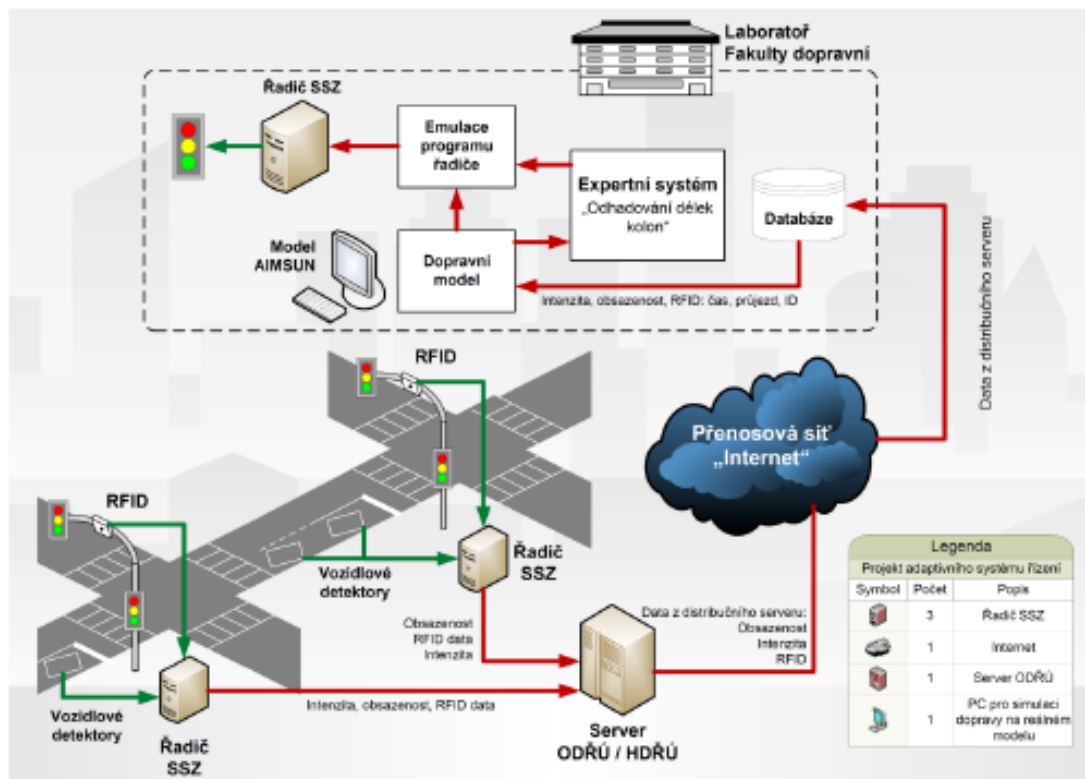 Laboratoř
Fakulty dopravní
Řadič SSZ
Emulace
programu
řadiče
Expertní systém
„Odhadování délek
kolon“
Databáze
Model
AIMSUN
Dopravní
model
Intenzita, obsazenost, RFID: čas, průjezd, ID
Data z distribučního serveru
RFID
Přenosová síť
„Internet“
RFID
Řadič
SSZ
Vozidlové
detektory
Obsazenost
RFID data
Intenzita
Data z distribučního serveru:
Obsazenost
Intenzita
RFID
Intenzita, obsazenost, RFID data
Vozidlové
detektory
Řadič
SSZ
Server
ODŘÚ / HDŘÚ
Legenda
Projekt adaptivního systému řízení
Symbol Počet Popis
3 Řadič SSZ
1 Internet
1 Server ODŘÚ
1 PC pro simulaci
dopravy na reálném
modelu